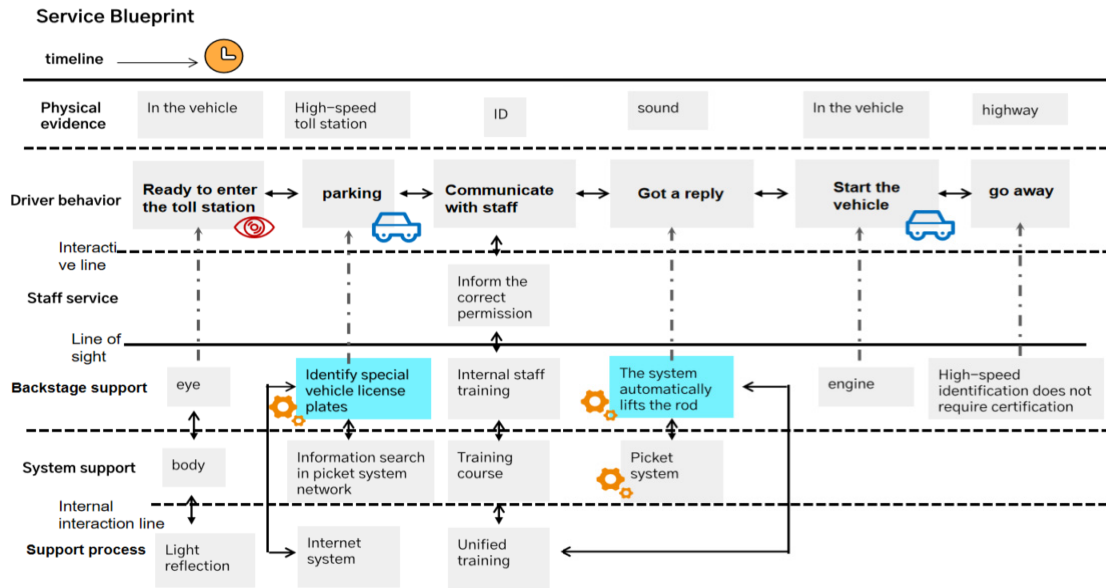 Service Blueprint
timeline
Physical
evidence
In the vehicle
High-speed
toll station
ID
sound
In the vehicle
highway
Driver behavior
Ready to enter
the toll station
parking
Communicate
with staff
Got a reply
Start the
vehicle
go away
Interacti
ve line
Staff service
Inform the
correct
permission
Line of
sight
Backstage support
eye
Identify special
vehicle license
plates
Internal staff
training
The system
automatically
lifts the rod
engine
High-speed
identification does not
require certification
System support
body
Information search
in picket system
network
Training
course
Picket
system
Internal
interaction line
Support process
Light
reflection
Internet
system
Unified
training